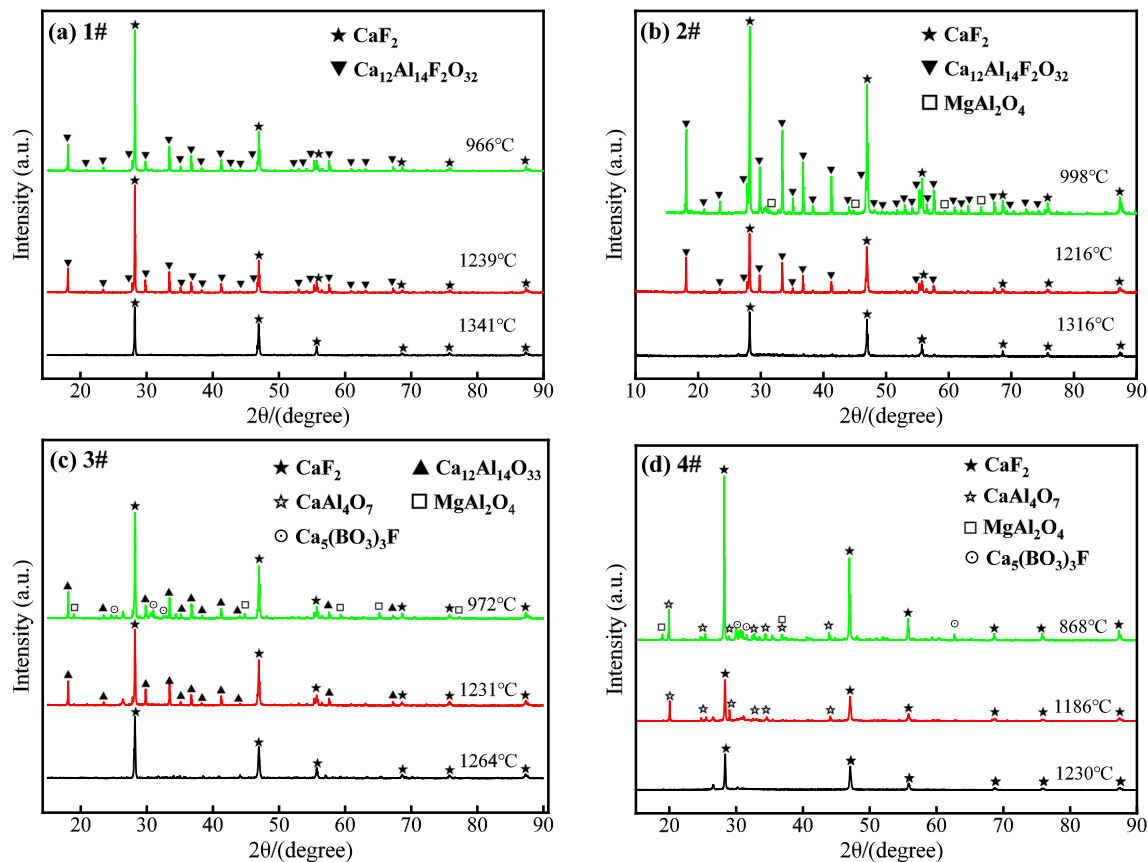 (a) 1#
★ CaF₂
▼ Ca₁₂Al₁₄F₂O₃₂
966℃
1239℃
1341℃
Intensity (a.u.)
20 30 40 50 60 70 80 90
2θ/(degree)
(b) 2#
★ CaF₂
▼ Ca₁₂Al₁₄F₂O₃₂
□ MgAl₂O₄
998℃
1216℃
1316℃
Intensity (a.u.)
10 20 30 40 50 60 70 80 90
2θ/(degree)
(c) 3#
★ CaF₂ ▲ Ca₁₂Al₁₄O₃₃
☆ CaAl₄O₇ □ MgAl₂O₄
⊙ Ca₅(BO₃)₃F
972℃
1231℃
1264℃
Intensity (a.u.)
20 30 40 50 60 70 80 90
2θ/(degree)
(d) 4#
★ CaF₂
☆ CaAl₄O₇
□ MgAl₂O₄
⊙ Ca₅(BO₃)₃F
868℃
1186℃
1230℃
Intensity (a.u.)
20 30 40 50 60 70 80 90
2θ/(degree)